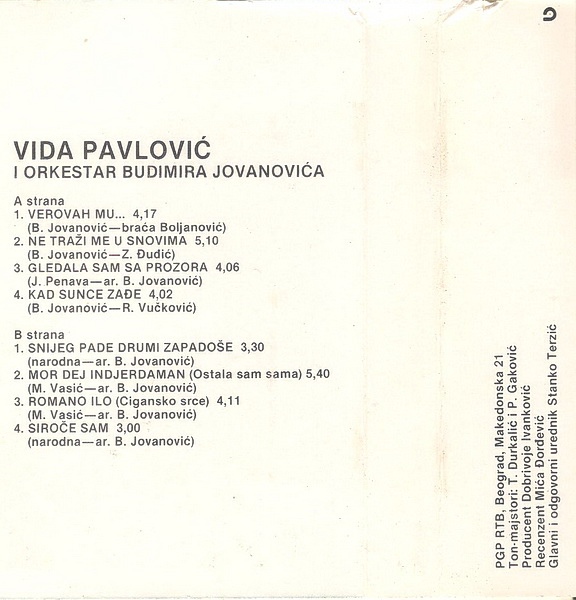 VIDA PAVLOVIĆ
I ORKESTAR BUDIMIRA JOVANOVIĆA
A strana
1. VEROVAH MU... 4,17
(B. Jovanović—braća Boljanović)
2. NE TRAŽI ME U SNOVIMA 5,10
(B. Jovanović—Z. Đudić)
3. GLEDALA SAM SA PROZORA 4,06
(J. Penava—ar. B. Jovanović)
4. KAD SUNCE ZAĐE 4,02
(B. Jovanović—R. Vučković)
B strana
1. SNIJEG PADE DRUMI ZAPADOŠE 3,30
(narodna—ar. B. Jovanović)
2. MOR DEJ INDJERDAMAN (Ostala sam sama) 5,40
(M. Vasić—ar. B. Jovanović)
3. ROMANO ILO (Cigansko srce) 4,11
(M. Vasić—ar. B. Jovanović)
4. SIROČE SAM 3,00
(narodna—ar. B. Jovanović)
PGP RTB, Beograd, Makedonska 21
Ton-majstori: T. Durkalić i P. Gaković
Producent Dobrivoje Ivanković
Recenzent Mića Đorđević
Glavni i odgovorni urednik Stanko Terzić